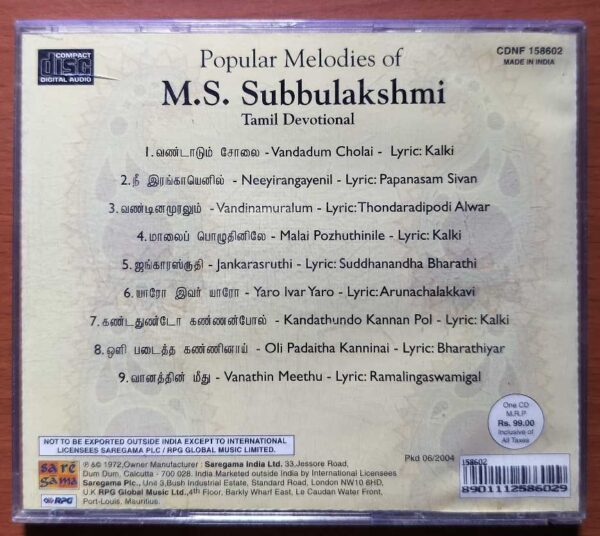 COMPACT
disc
DIGITAL AUDIO
CDNF 158602
MADE IN INDIA
Popular Melodies of
M.S. Subbulakshmi
Tamil Devotional
1. வண்டாடும் சோலை - Vandadum Cholai - Lyric: Kalki
2. நீ இரங்காயெனில் - Neeyirangayenil - Lyric: Papanasam Sivan
3. வண்டினமுரலும் - Vandinamuralum - Lyric: Thondaradipodi Alwar
4. மாலைப் பொழுதினிலே - Malai Pozhuthinile - Lyric: Kalki
5. ஜங்காரஸ்ருதி - Jankarasruthi - Lyric: Suddhanandha Bharathi
6. யாரோ இவர் யாரோ - Yaro Ivar Yaro - Lyric: Arunachalakkavi
7. கண்டதுண்டோ கண்ணன்போல் - Kandathundo Kannan Pol - Lyric: Kalki
8. ஒளி படைத்த கண்ணினாய் - Oli Padaitha Kanninai - Lyric: Bharathiyar
9. வானத்தின் மீது - Vanathin Meethu - Lyric: Ramalingaswamigal
One CD
M.R.P
Rs. 99.00
Inclusive of
All Taxes
NOT TO BE EXPORTED OUTSIDE INDIA EXCEPT TO INTERNATIONAL
LICENSEES SAREGAMA PLC / RPG GLOBAL MUSIC LIMITED.
Pkd 06/2004
sa re
ga ma
RPG
℗ & © 1972, Owner Manufacturer : Saregama India Ltd. 33, Jessore Road,
Dum Dum, Calcutta - 700 028. India Marketed outside India by International Licensees
Saregama Plc., Unit 3, Bush Industrial Estate, Standard Road, London NW10 6HD,
U.K RPG Global Music Ltd., 4th Floor, Barkly Wharf East, Le Caudan Water Front,
Port-Louis, Mauritius.
158602
8901112586029